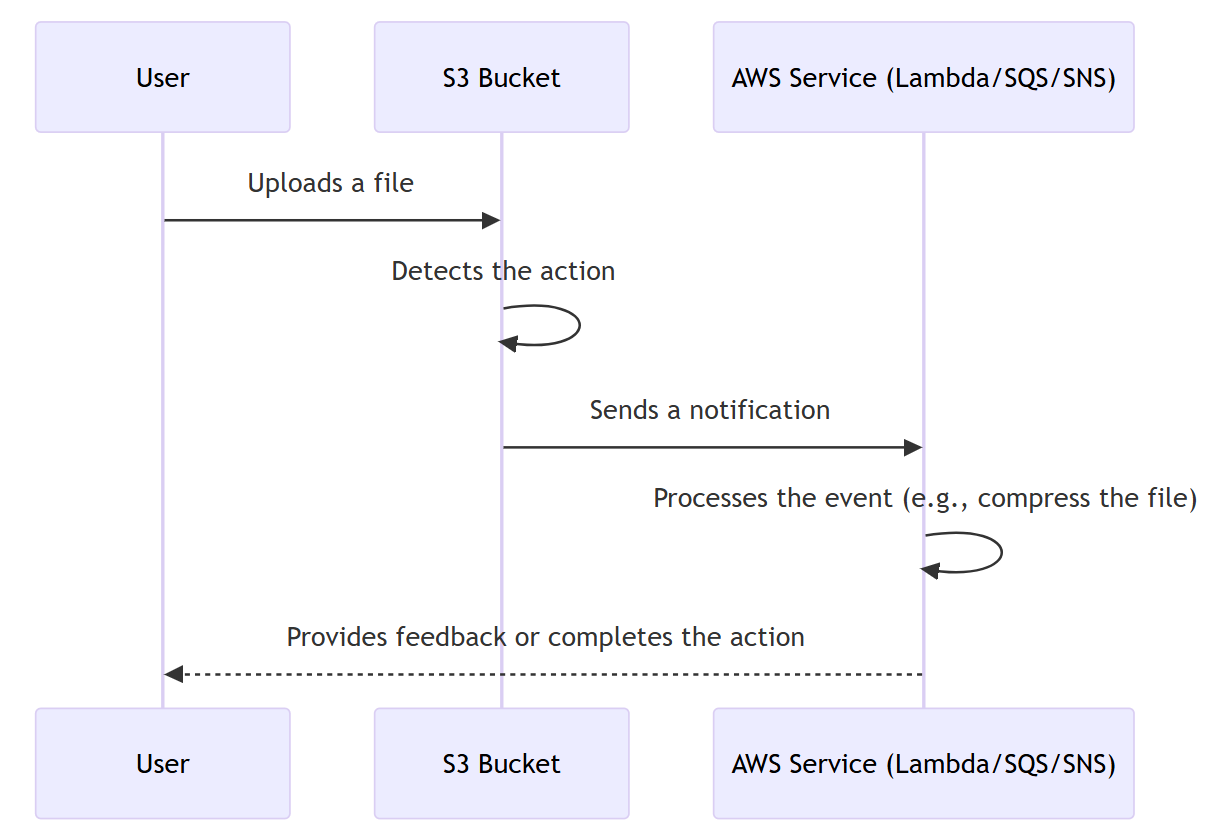 User
S3 Bucket
AWS Service (Lambda/SQS/SNS)
Uploads a file
Detects the action
Sends a notification
Processes the event (e.g., compress the file)
Provides feedback or completes the action
User
S3 Bucket
AWS Service (Lambda/SQS/SNS)